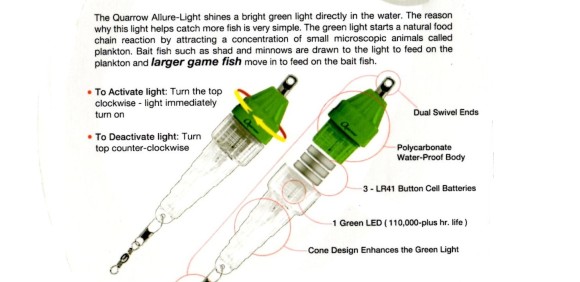 The Quarrow Allure-Light shines a bright green light directly in the water. The reason
why this light helps catch more fish is very simple. The green light starts a natural food
chain reaction by attracting a concentration of small microscopic animals called
plankton. Bait fish such as shad and minnows are drawn to the light to feed on the
plankton and larger game fish move in to feed on the bait fish.
• To Activate light: Turn the top
clockwise - light immediately
turn on
• To Deactivate light: Turn
top counter-clockwise
Quarrow
Dual Swivel Ends
Polycarbonate
Water-Proof Body
3 - LR41 Button Cell Batteries
1 Green LED ( 110,000-plus hr. life )
Cone Design Enhances the Green Light